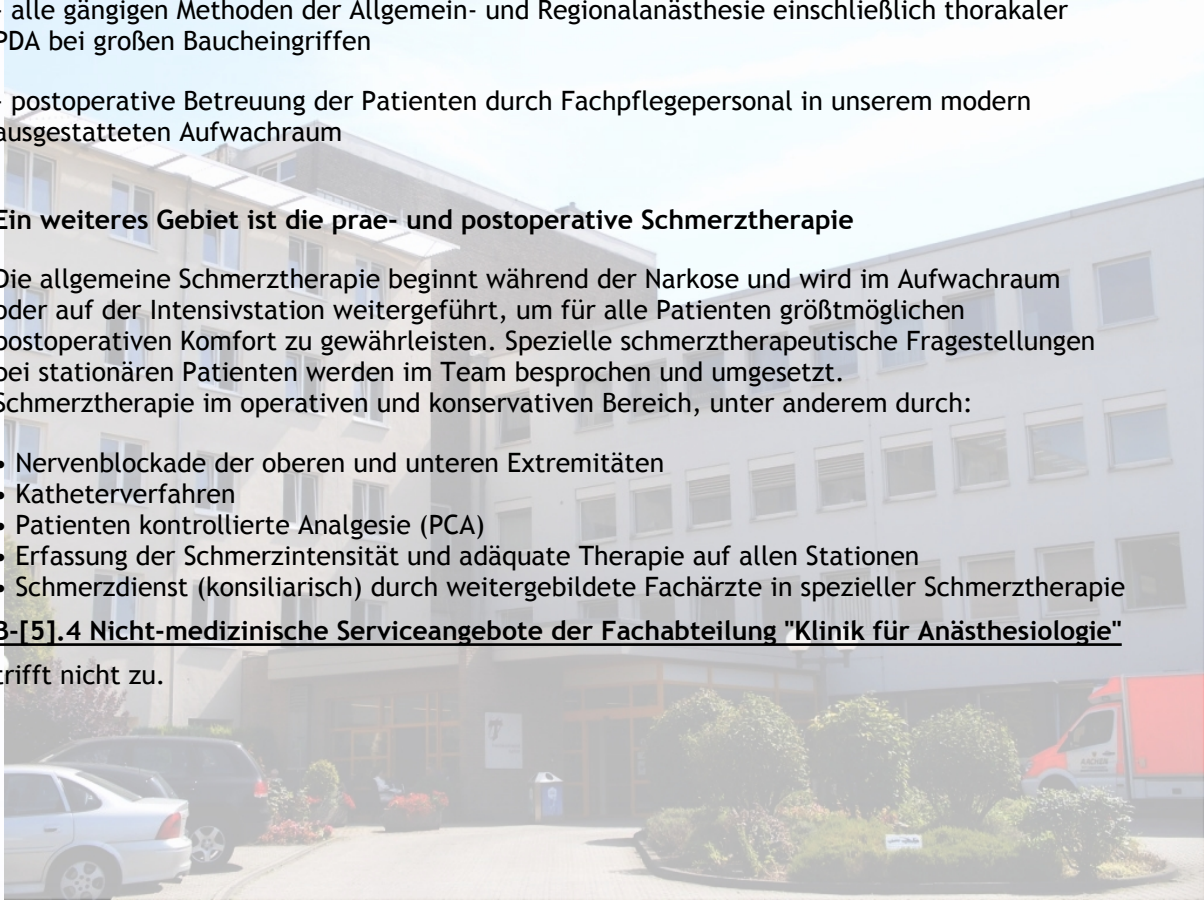 - alle gängigen Methoden der Allgemein- und Regionalanästhesie einschließlich thorakaler
PDA bei großen Baucheingriffen
- postoperative Betreuung der Patienten durch Fachpflegepersonal in unserem modern
ausgestatteten Aufwachraum
Ein weiteres Gebiet ist die prae- und postoperative Schmerztherapie
Die allgemeine Schmerztherapie beginnt während der Narkose und wird im Aufwachraum
oder auf der Intensivstation weitergeführt, um für alle Patienten größtmöglichen
postoperativen Komfort zu gewährleisten. Spezielle schmerztherapeutische Fragestellungen
bei stationären Patienten werden im Team besprochen und umgesetzt.
Schmerztherapie im operativen und konservativen Bereich, unter anderem durch:
• Nervenblockade der oberen und unteren Extremitäten
• Katheterverfahren
• Patienten kontrollierte Analgesie (PCA)
• Erfassung der Schmerzintensität und adäquate Therapie auf allen Stationen
• Schmerzdienst (konsiliarisch) durch weitergebildete Fachärzte in spezieller Schmerztherapie
B-[5].4 Nicht-medizinische Serviceangebote der Fachabteilung "Klinik für Anästhesiologie"
trifft nicht zu.
AACHEN